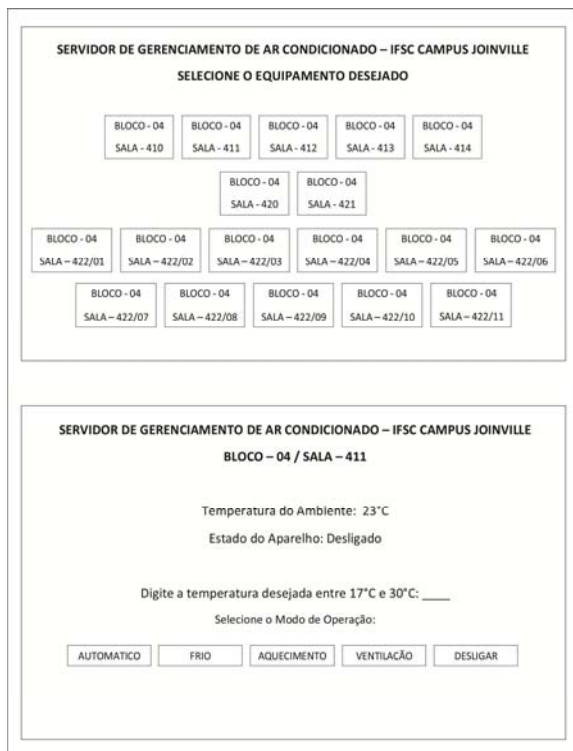 SERVIDOR DE GERENCIAMENTO DE AR CONDICIONADO – IFSC CAMPUS JOINVILLE
SELECIONE O EQUIPAMENTO DESEJADO
BLOCO - 04 BLOCO - 04 BLOCO - 04 BLOCO - 04 BLOCO - 04
SALA - 410 SALA - 411 SALA - 412 SALA - 413 SALA - 414
BLOCO - 04 BLOCO - 04
SALA - 420 SALA - 421
BLOCO - 04 BLOCO - 04 BLOCO - 04 BLOCO - 04 BLOCO - 04 BLOCO - 04
SALA – 422/01 SALA – 422/02 SALA – 422/03 SALA – 422/04 SALA – 422/05 SALA – 422/06
BLOCO - 04 BLOCO - 04 BLOCO - 04 BLOCO - 04 BLOCO - 04
SALA – 422/07 SALA – 422/08 SALA – 422/09 SALA – 422/10 SALA – 422/11
SERVIDOR DE GERENCIAMENTO DE AR CONDICIONADO – IFSC CAMPUS JOINVILLE
BLOCO – 04 / SALA – 411
Temperatura do Ambiente: 23°C
Estado do Aparelho: Desligado
Digite a temperatura desejada entre 17°C e 30°C: ____
Selecione o Modo de Operação:
AUTOMATICO FRIO AQUECIMENTO VENTILAÇÃO DESLIGAR